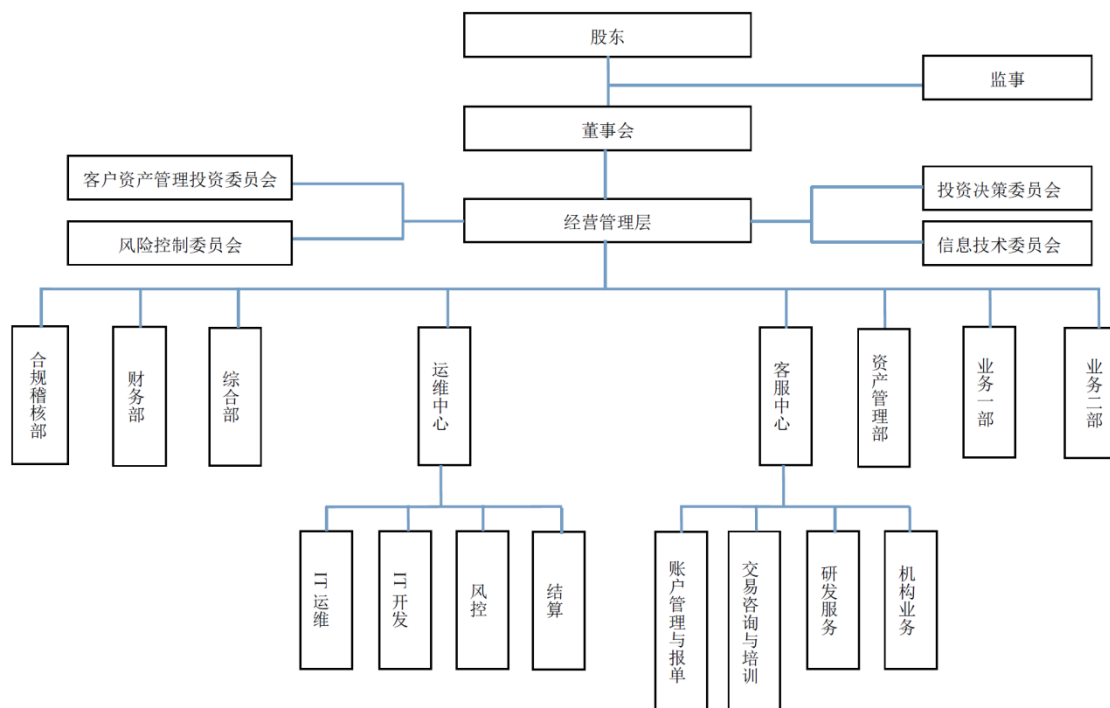 股东
监事
董事会
客户资产管理投资委员会
投资决策委员会
经营管理层
风险控制委员会
信息技术委员会
合规稽核部
财务部
综合部
运维中心
客服中心
资产管理部
业务一部
业务二部
IT 运维
IT 开发
风控
结算
账户管理与报单
交易咨询与培训
研发服务
机构业务